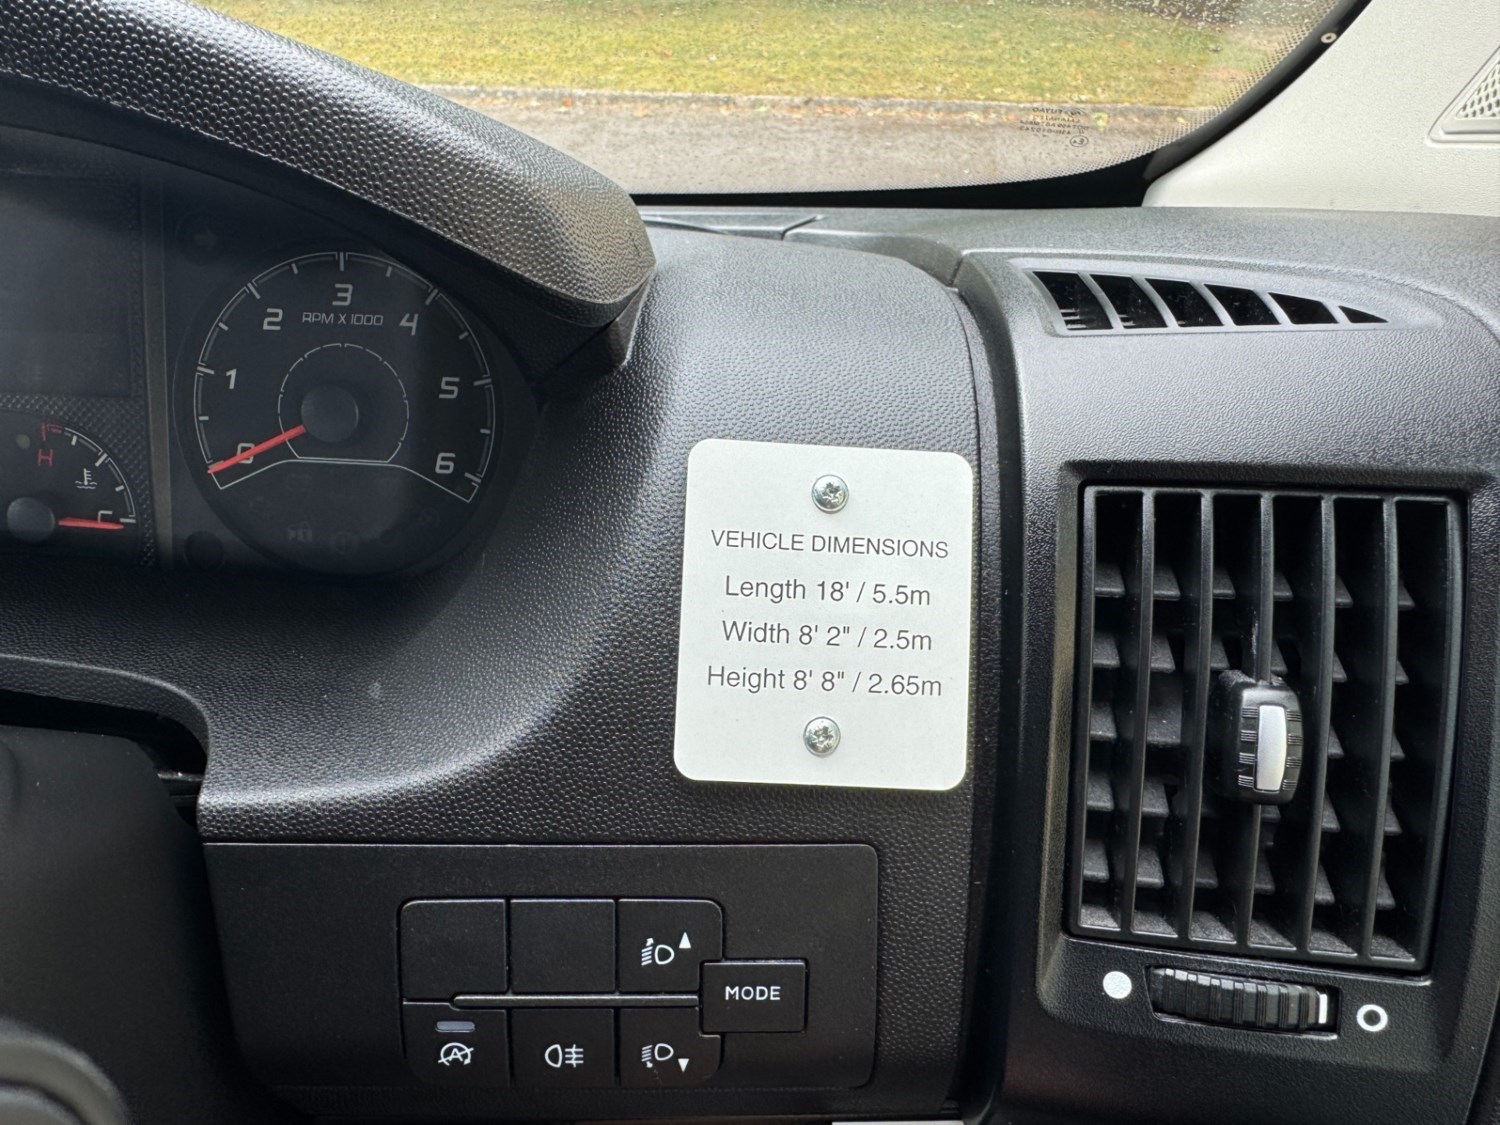 3
2 RPM X 1000 4
1 5
0 6
H
C
VEHICLE DIMENSIONS
Length 18' / 5.5m
Width 8' 2" / 2.5m
Height 8' 8" / 2.65m
MODE
A